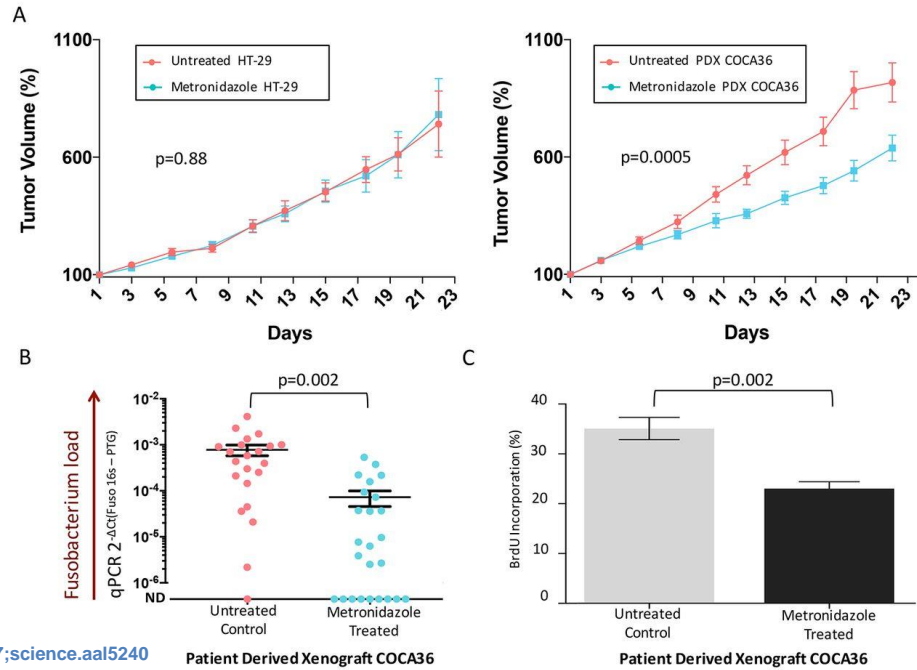 A
1100
600
100
Tumor Volume (%)
Untreated HT-29
Metronidazole HT-29
p=0.88
1 3 5 7 9 11 13 15 17 19 21 23
Days
1100
600
100
Tumor Volume (%)
Untreated PDX COCA36
Metronidazole PDX COCA36
p=0.0005
1 3 5 7 9 11 13 15 17 19 21 23
Days
B
Fusobacterium load
qPCR 2-ΔCt(Fuso 16s – PTG)
p=0.002
10-2
10-3
10-4
10-5
10-6
ND
Untreated Control
Metronidazole Treated
Patient Derived Xenograft COCA36
C
p=0.002
BrdU Incorporation (%)
40
30
20
10
0
Untreated Control
Metronidazole Treated
Patient Derived Xenograft COCA36
7;science.aal5240